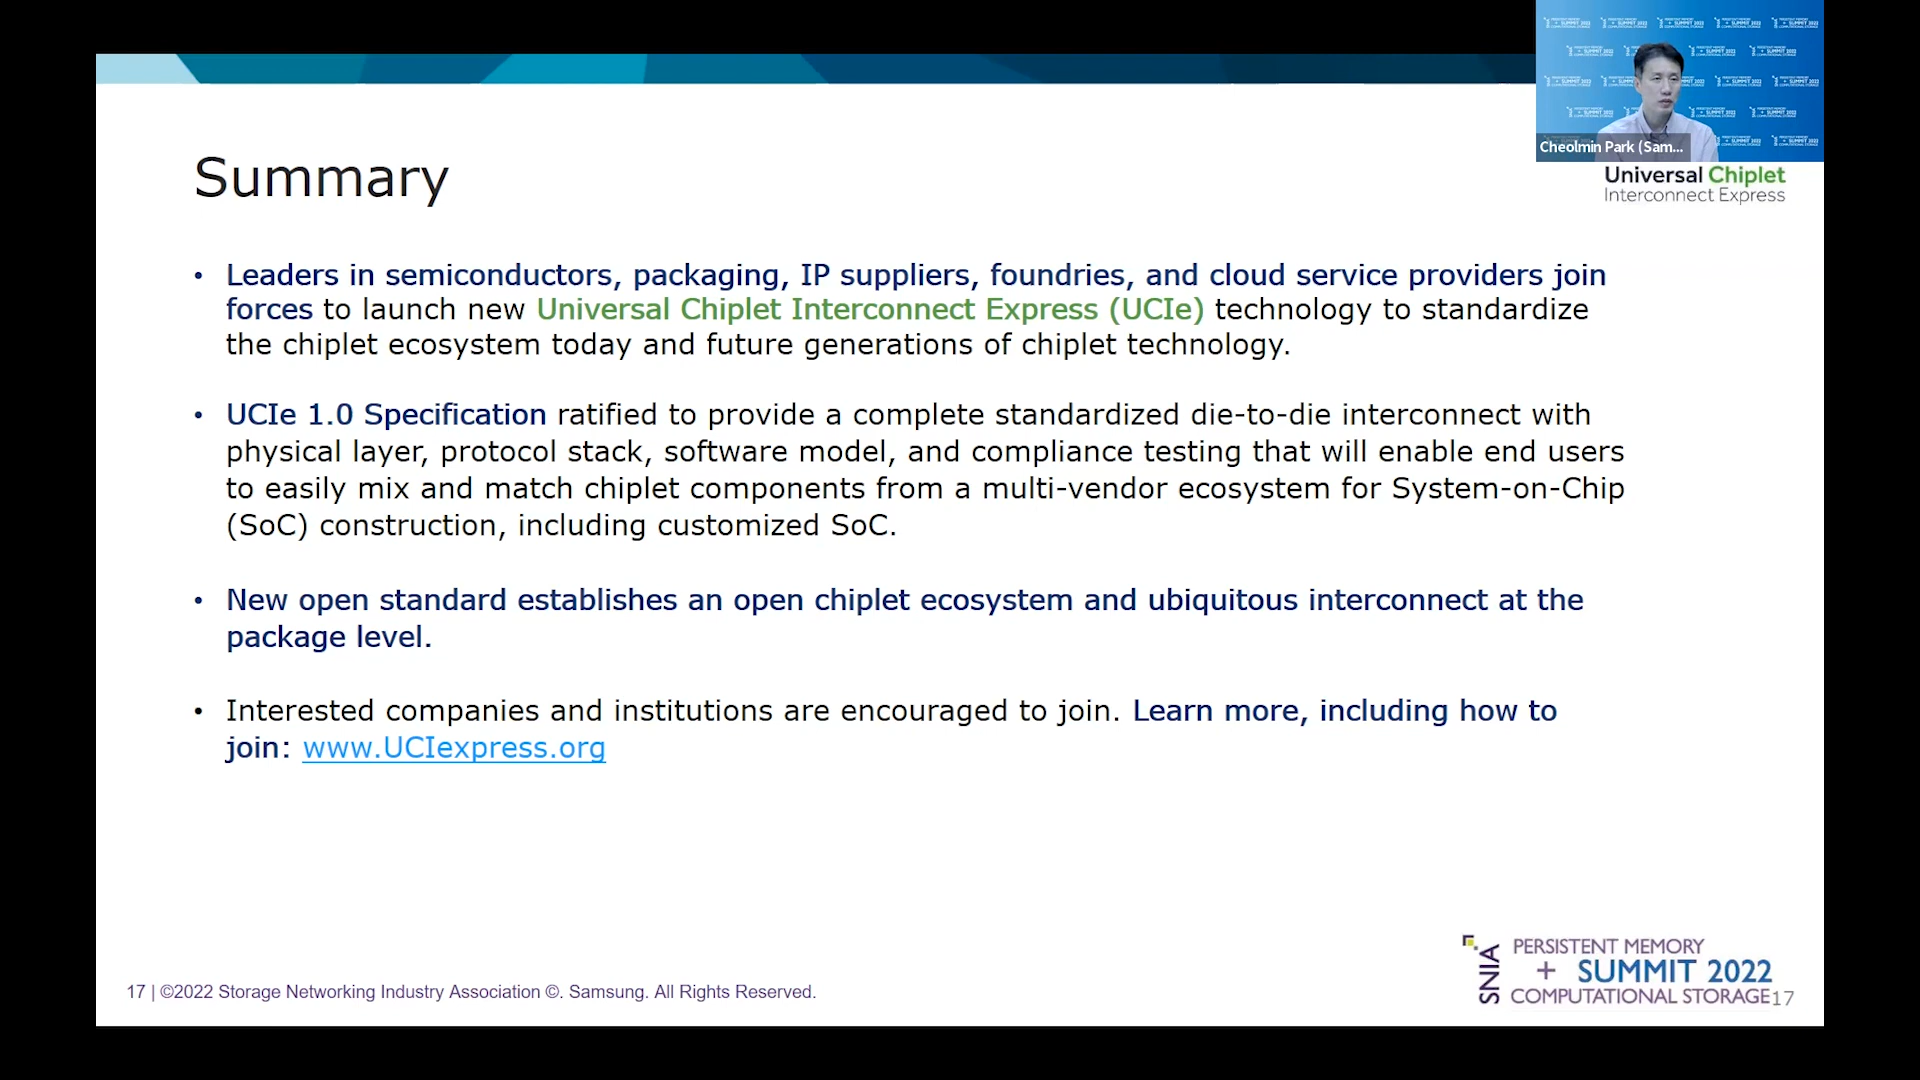 Cheolmin Park (Sam...
Universal Chiplet
Interconnect Express
Summary
• Leaders in semiconductors, packaging, IP suppliers, foundries, and cloud service providers join
forces to launch new Universal Chiplet Interconnect Express (UCIe) technology to standardize
the chiplet ecosystem today and future generations of chiplet technology.
• UCIe 1.0 Specification ratified to provide a complete standardized die-to-die interconnect with
physical layer, protocol stack, software model, and compliance testing that will enable end users
to easily mix and match chiplet components from a multi-vendor ecosystem for System-on-Chip
(SoC) construction, including customized SoC.
• New open standard establishes an open chiplet ecosystem and ubiquitous interconnect at the
package level.
• Interested companies and institutions are encouraged to join. Learn more, including how to
join: www.UCIexpress.org
17 | ©2022 Storage Networking Industry Association ©. Samsung. All Rights Reserved.
SNIA
PERSISTENT MEMORY
+ SUMMIT 2022
COMPUTATIONAL STORAGE
17